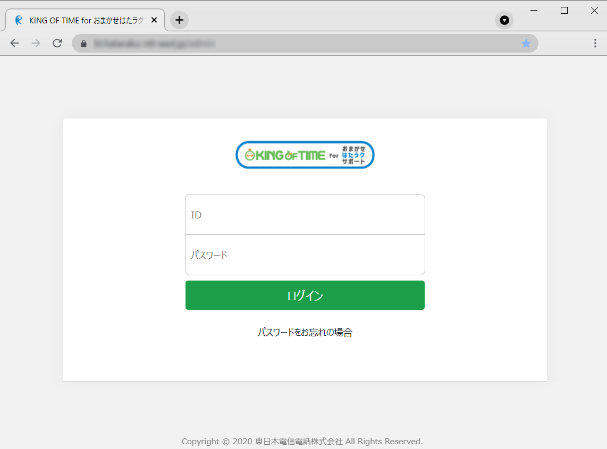 KING OF TIME for おまかせはたラク
KING OF TIME for おまかせ
はたラク
サポート
ID
パスワード
ログイン
パスワードをお忘れの場合
Copyright © 2020 東日本電信電話株式会社 All Rights Reserved.